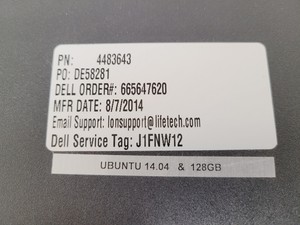 PN: 4483643
PO: DE58281
DELL ORDER#: 665647620
MFR DATE: 8/7/2014
Email Support: lonsupport@lifetech.com
Dell Service Tag: J1FNW12
UBUNTU 14.04 & 128GB